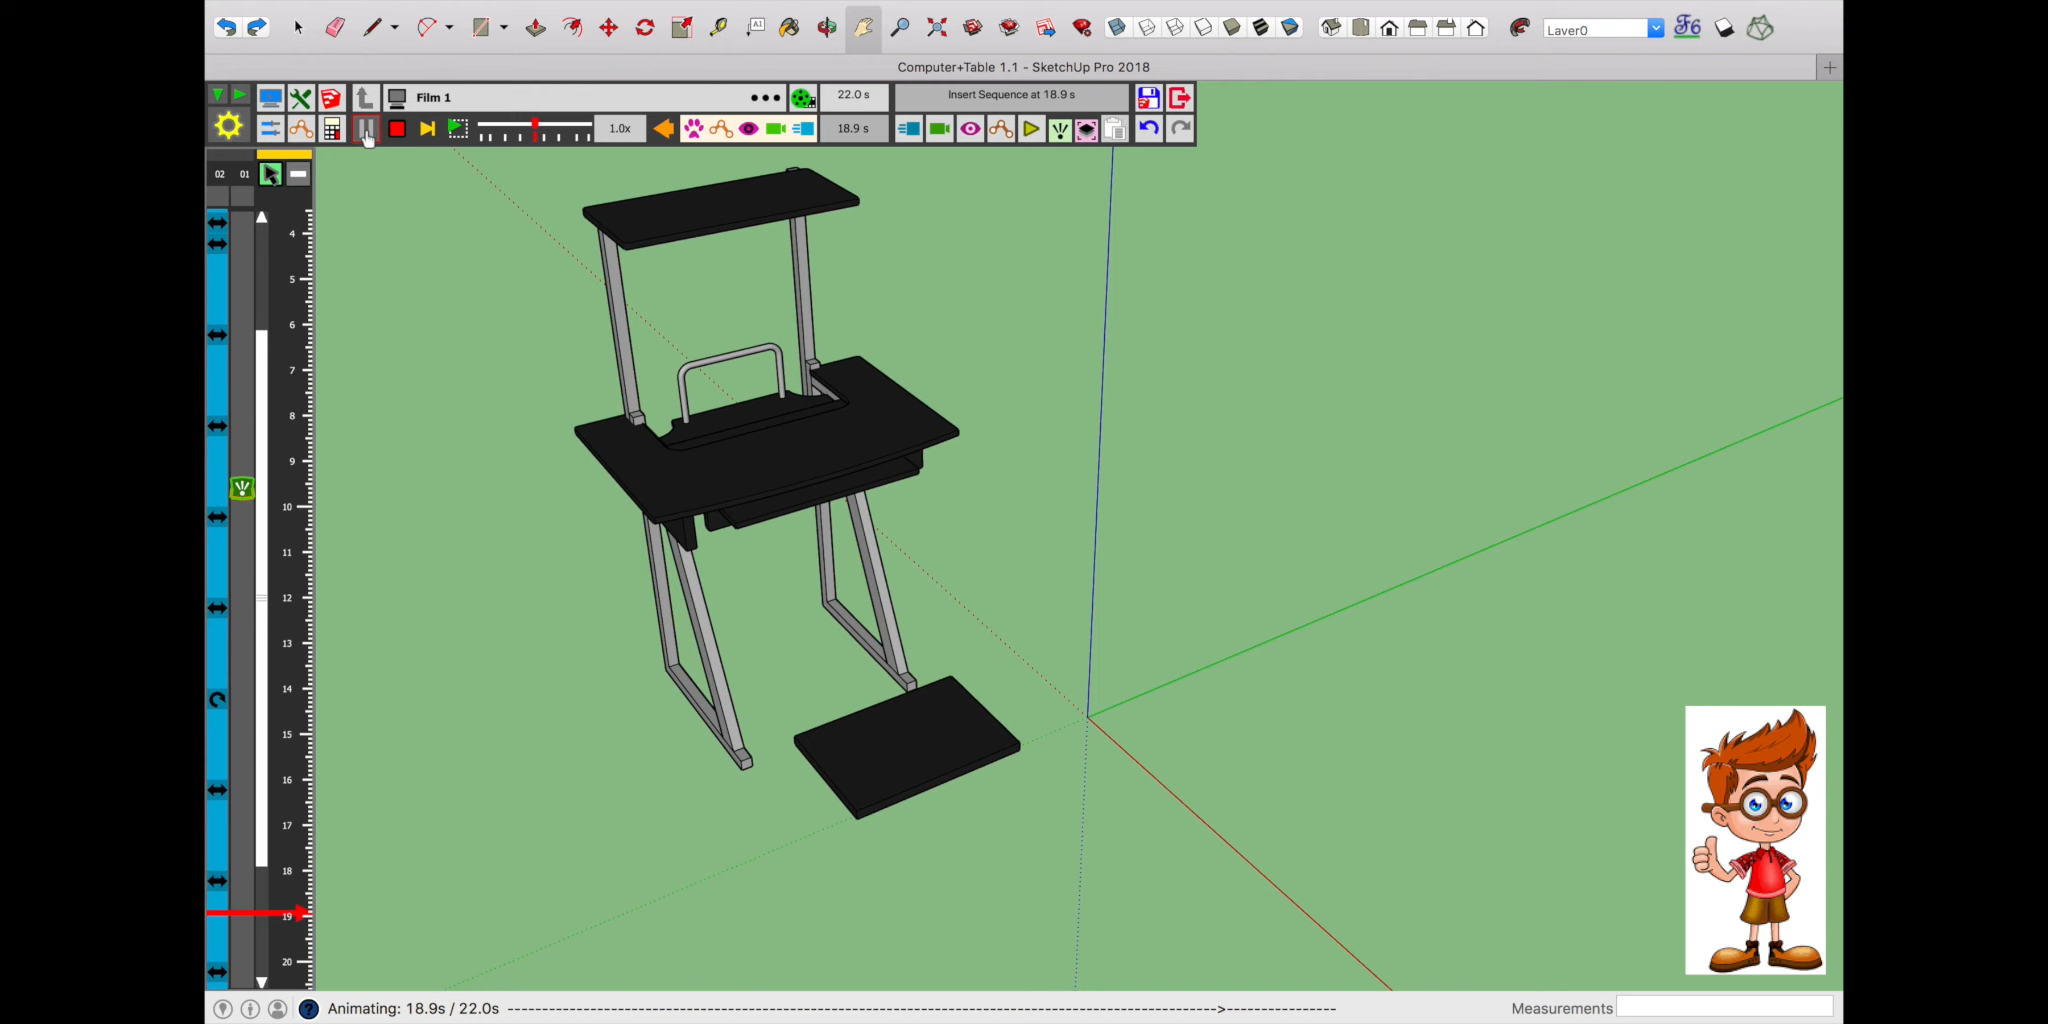 A1
Layer0
F6
Computer+Table 1.1 - SketchUp Pro 2018
Film 1
22.0 s
Insert Sequence at 18.9 s
1.0x
18.9 s
02 01
4
5
6
7
8
9
10
11
12
13
14
15
16
17
18
19
20
Animating: 18.9s / 22.0s ---------------------------------------------------------------------------------------->----------------
Measurements